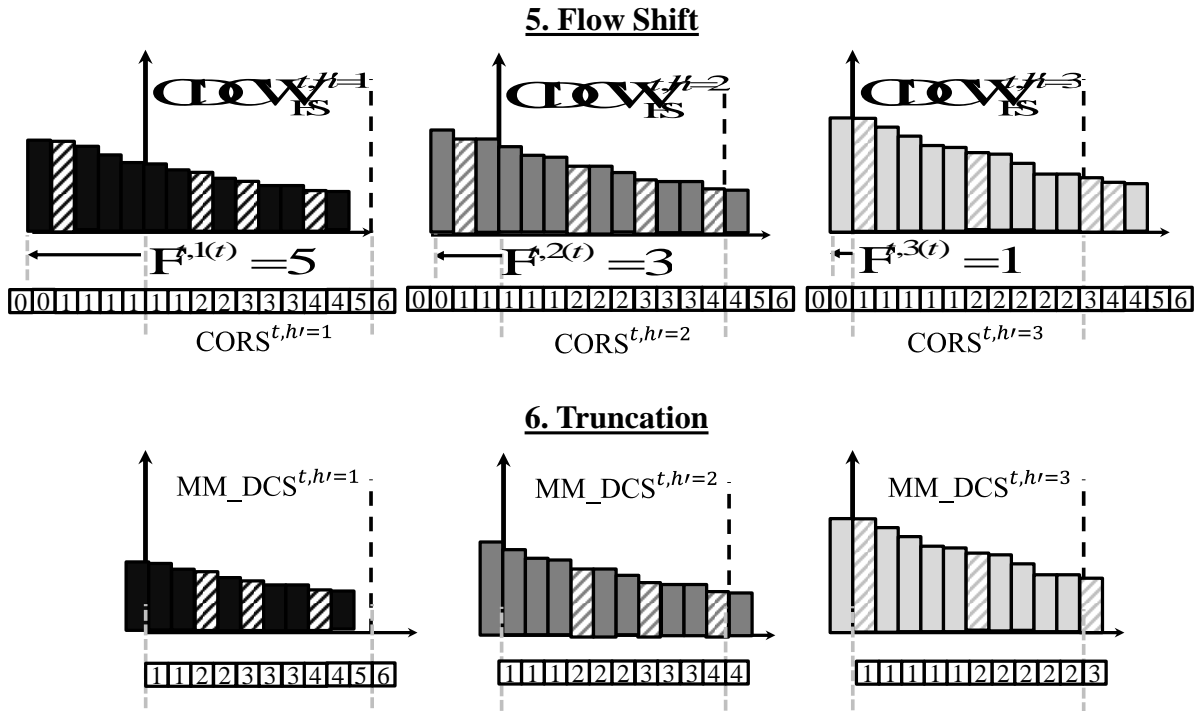 5. Flow Shift
F^t,1(t) =5
F^t,2(t) =3
F^t,3(t) =1
0 0 1 1 1 1 1 1 2 2 3 3 3 4 4 5 6
0 0 1 1 1 1 1 2 2 2 3 3 3 4 4 5 6
0 0 1 1 1 1 1 2 2 2 2 2 3 4 4 5 6
CORS^t,h′=1
CORS^t,h′=2
CORS^t,h′=3
6. Truncation
MM_DCS^t,h′=1
MM_DCS^t,h′=2
MM_DCS^t,h′=3
1 1 2 2 3 3 3 4 4 5 6
1 1 1 2 2 2 3 3 3 4 4
1 1 1 1 1 2 2 2 2 2 3